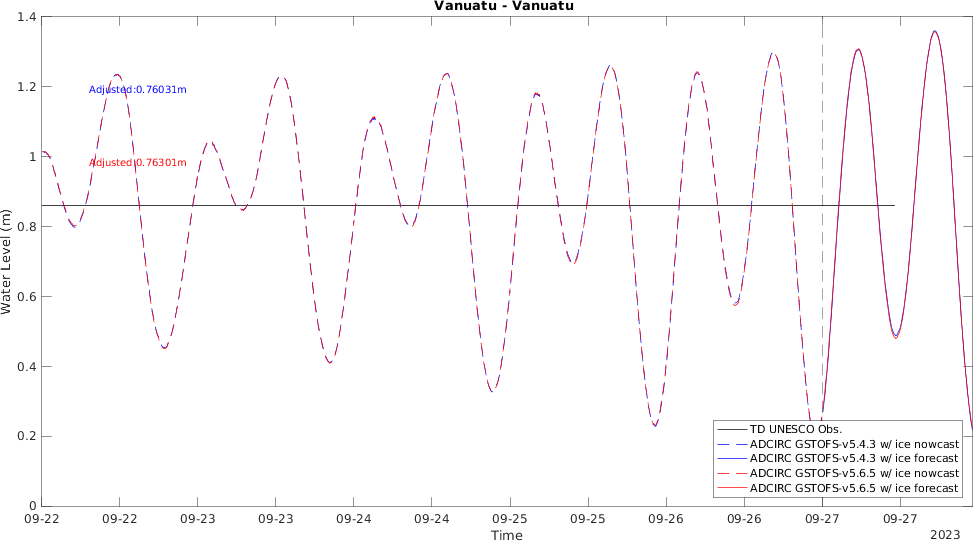 Vanuatu - Vanuatu
1.4
1.2
1
0.8
0.6
0.4
0.2
0
Water Level (m)
Adjusted:0.76031m
Adjusted:0.76301m
TD UNESCO Obs.
ADCIRC GSTOFS-v5.4.3 w/ ice nowcast
ADCIRC GSTOFS-v5.4.3 w/ ice forecast
ADCIRC GSTOFS-v5.6.5 w/ ice nowcast
ADCIRC GSTOFS-v5.6.5 w/ ice forecast
09-22 09-22 09-23 09-23 09-24 09-24 09-25 09-25 09-26 09-26 09-27 09-27
Time
2023